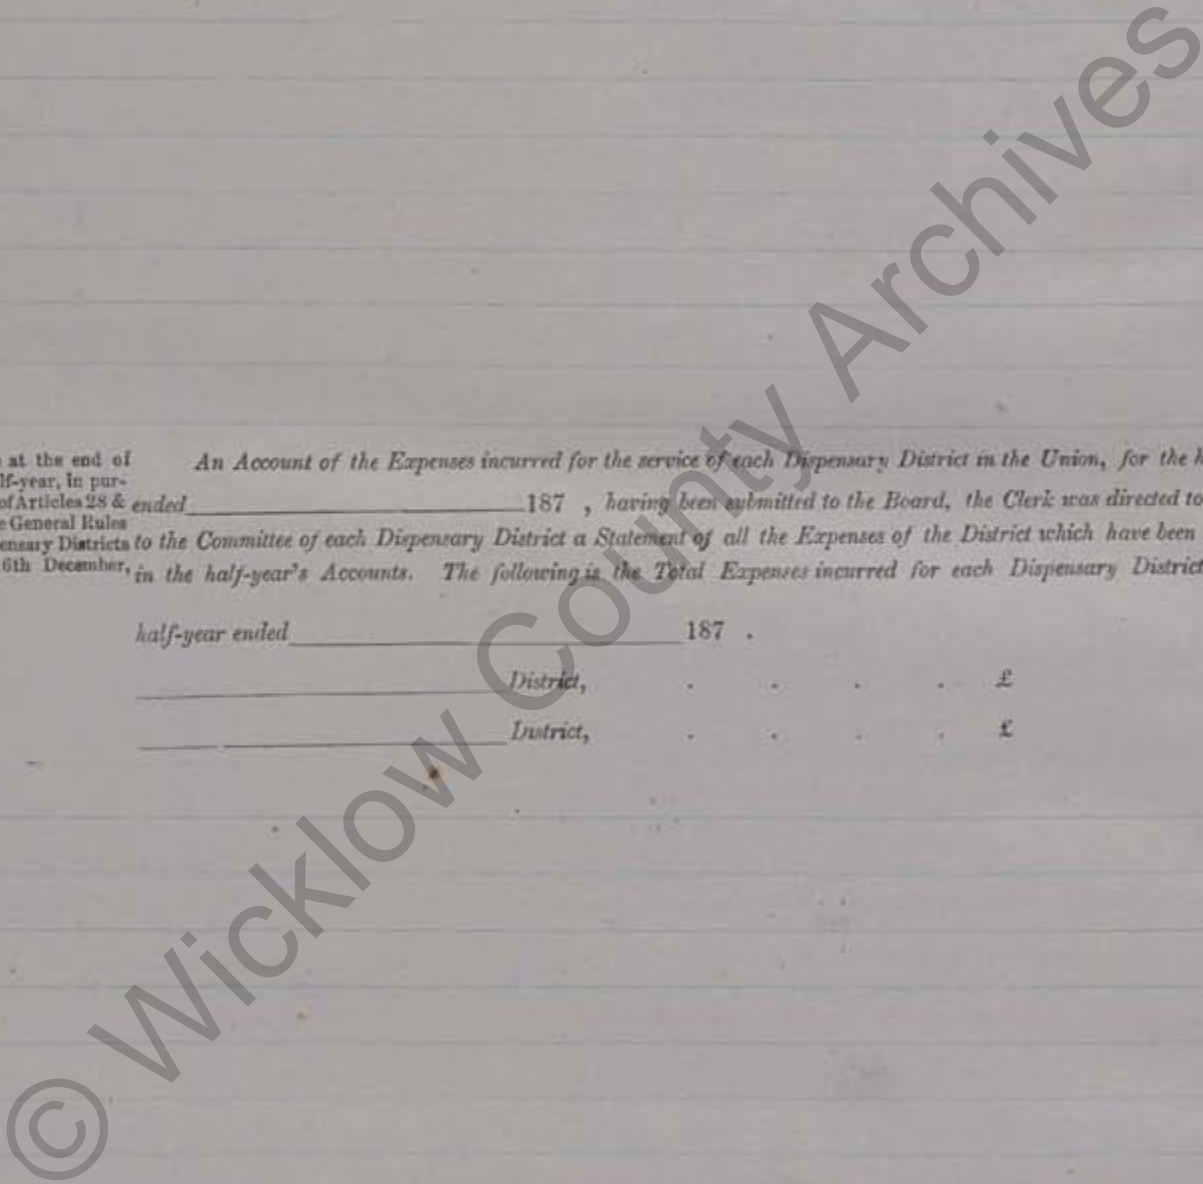 at the end of
lf-year, in pur-
of Articles 28 &
e General Rules
ensary Districts
6th December,
An Account of the Expenses incurred for the service of each Dispensary District in the Union, for the h
ended 187 , having been submitted to the Board, the Clerk was directed to
to the Committee of each Dispensary District a Statement of all the Expenses of the District which have been
in the half-year's Accounts. The following is the Total Expenses incurred for each Dispensary District
half-year ended 187 .
District, . . . . £
District, . . . . £
© Wicklow County Archives